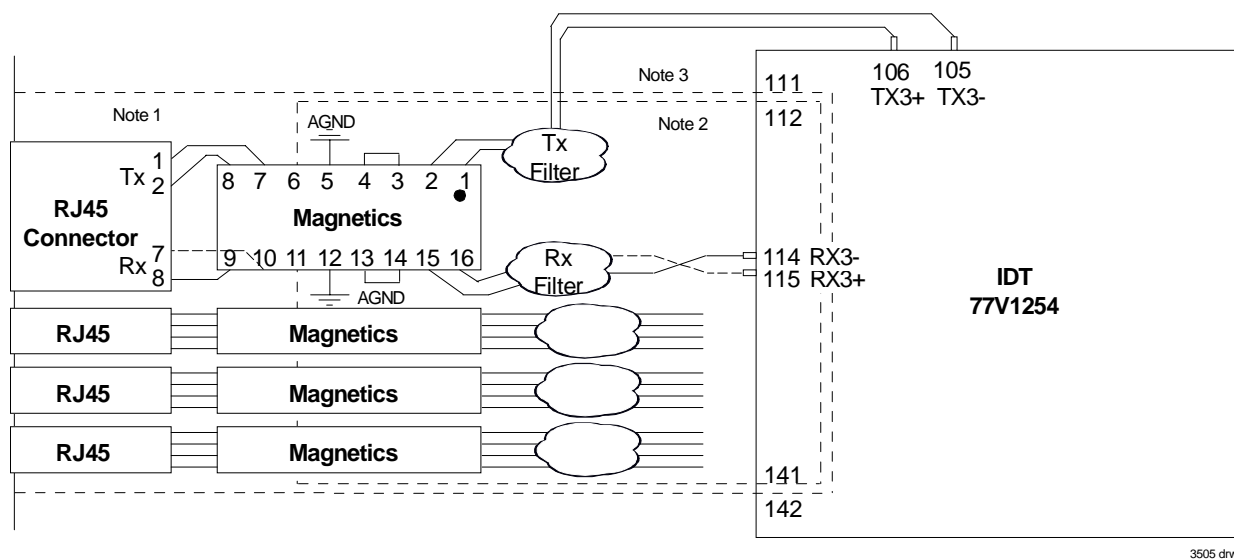 106 105
TX3+ TX3-
Note 3
111
112
Note 1
Note 2
AGND
Tx
Filter
1
Tx 2
RJ45
Connector
7
Rx 8
8 7 6 5 4 3 2 1
Magnetics
9 10 11 12 13 14 15 16
AGND
Rx
Filter
114 RX3-
115 RX3+
IDT
77V1254
RJ45 Magnetics
RJ45 Magnetics
RJ45 Magnetics
141
142
3505 drw